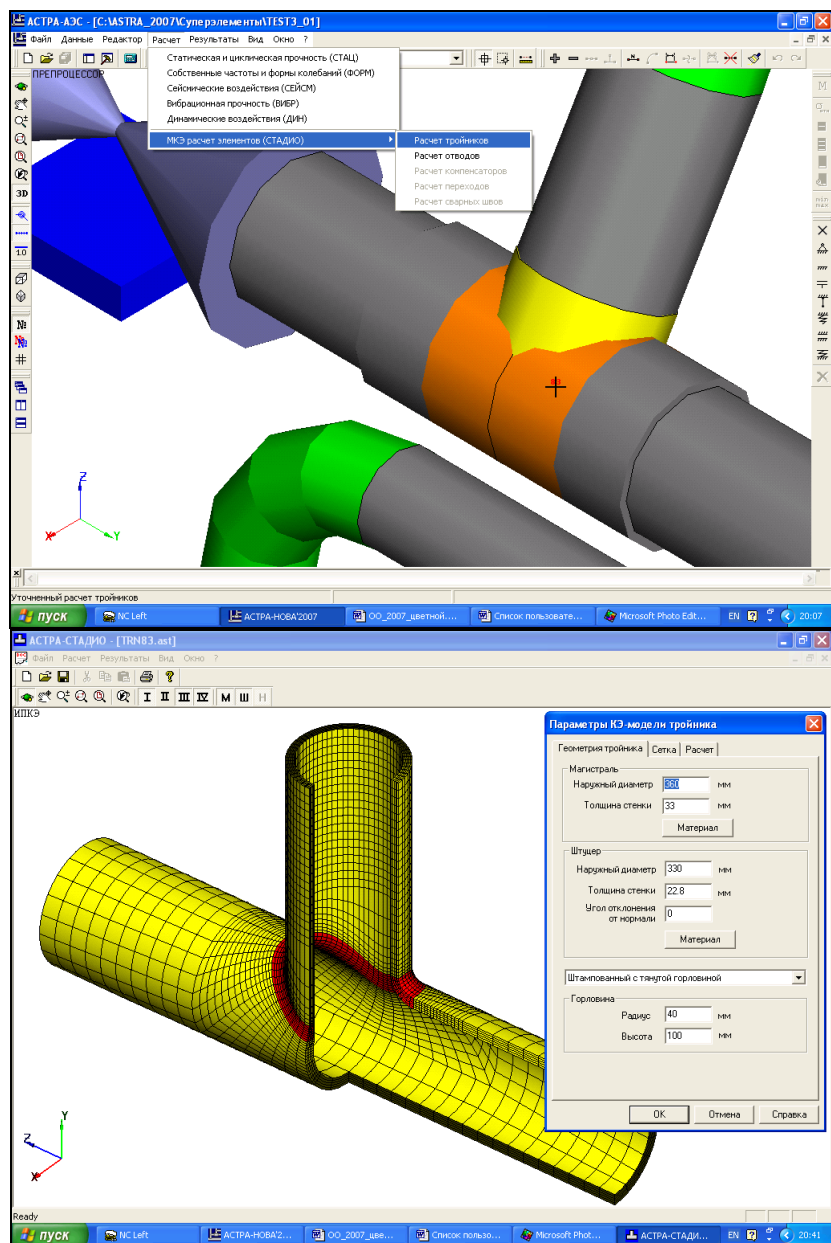 АСТРА-АЭС - [C:\ASTRA_2007\Суперэлементы\TEST3_01]
Файл Данные Редактор Расчет Результаты Вид Окно ?
Статическая и циклическая прочность (СТАЦ)
Собственные частоты и формы колебаний (ФОРМ)
Сейсмические воздействия (СЕЙСМ)
Вибрационная прочность (ВИБР)
Динамические воздействия (ДИН)
МКЭ расчет элементов (СТАДИО)
Расчет тройников
Расчет отводов
Расчет компенсаторов
Расчет переходов
Расчет сварных швов
ПРЕПРОЦЕССОР
3D
1.0
№
M
83
Z
X
Y
Уточненный расчет тройников
пуск
NC Left
АСТРА-НОВА'2007
ОО_2007_цветной....
Список пользовате...
Microsoft Photo Edit...
EN
20:07
АСТРА-СТАДИО - [TRN83.ast]
Файл Расчет Результаты Вид Окно ?
I II III IV М Ш Н
ИПКЭ
Параметры КЭ-модели тройника
Геометрия тройника Сетка Расчет
Магистраль
Наружный диаметр 360 мм
Толщина стенки 33 мм
Материал
Штуцер
Наружный диаметр 330 мм
Толщина стенки 22.8 мм
Угол отклонения от нормали 0
Материал
Штампованный с тянутой горловиной
Горловина
Радиус 40 мм
Высота 100 мм
ОК Отмена Справка
Y
Z
X
Ready
пуск
NC Left
АСТРА-НОВА'2...
ОО_2007_цве...
Список пользо...
Microsoft Phot...
АСТРА-СТАДИ...
EN
20:41